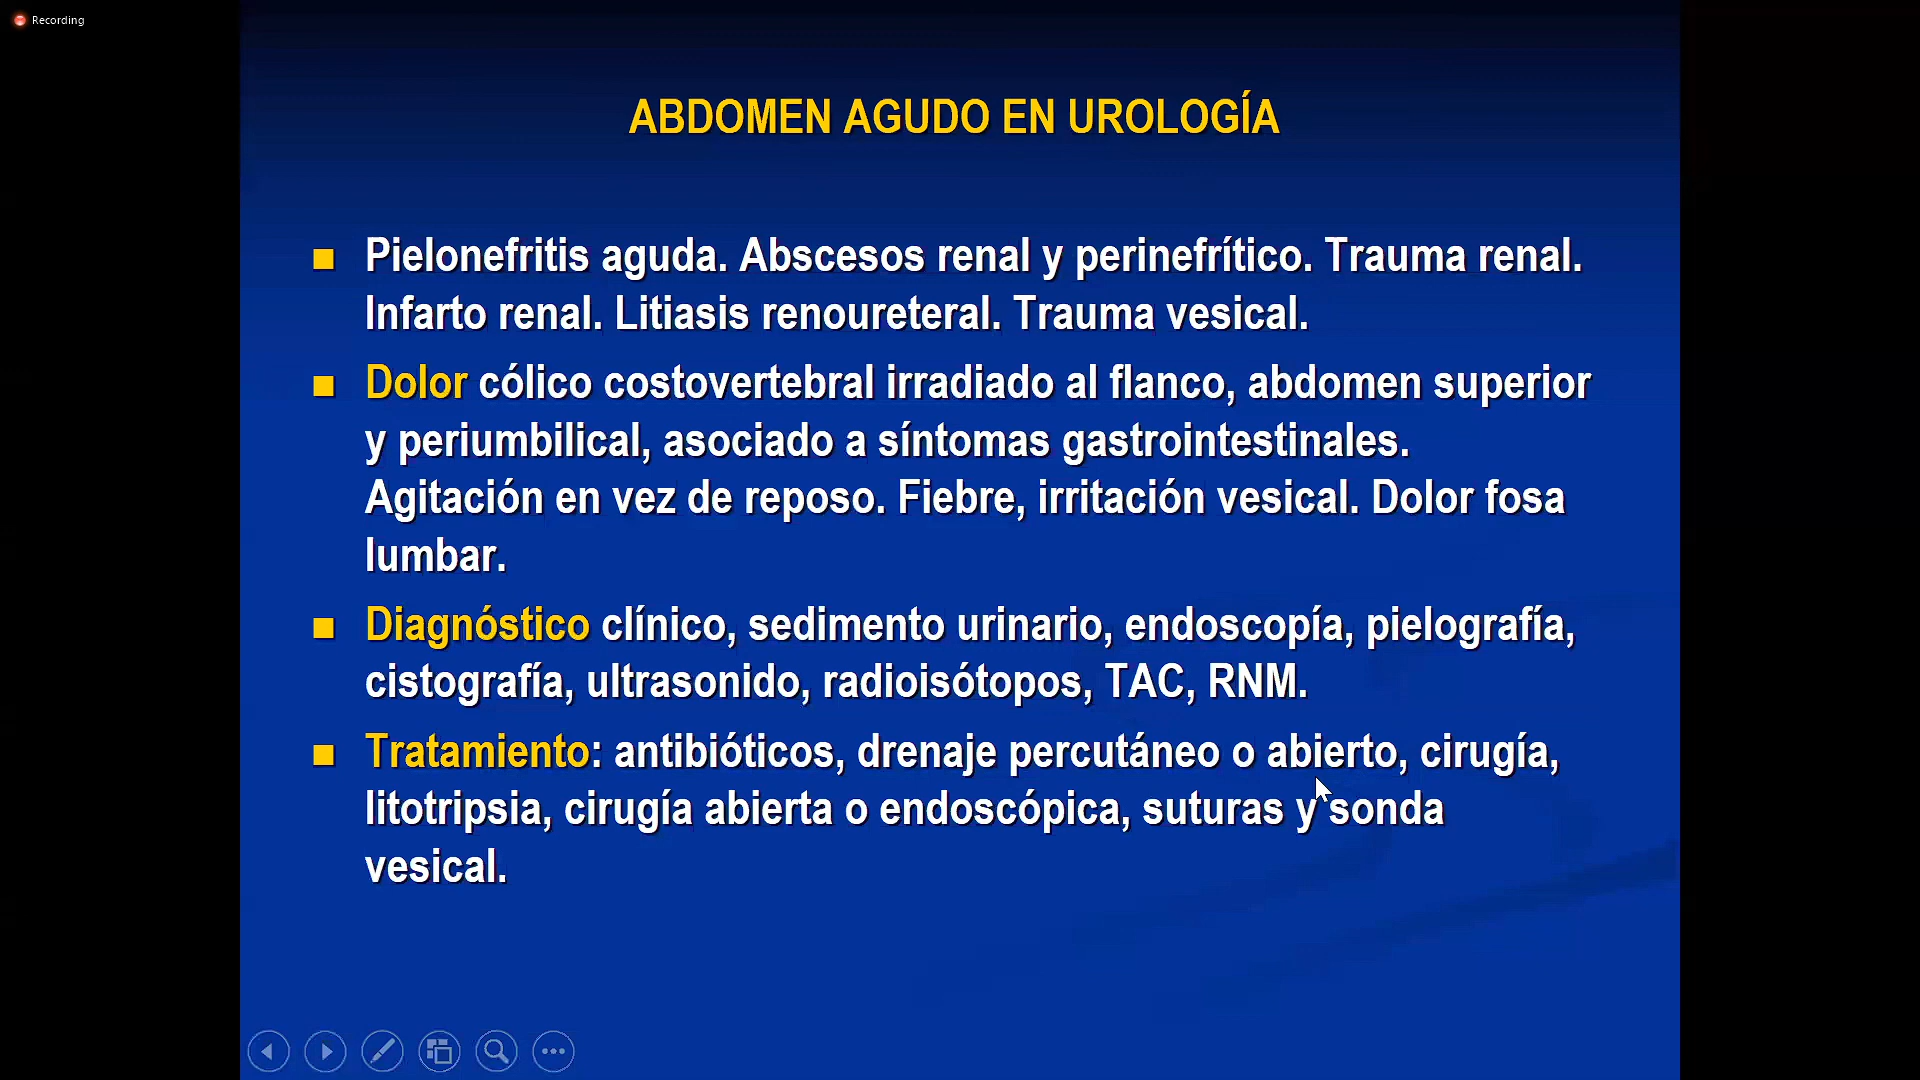 Recording
ABDOMEN AGUDO EN UROLOGÍA
Pielonefritis aguda. Abscesos renal y perinefrítico. Trauma renal.
Infarto renal. Litiasis renoureteral. Trauma vesical.
Dolor cólico costovertebral irradiado al flanco, abdomen superior
y periumbilical, asociado a síntomas gastrointestinales.
Agitación en vez de reposo. Fiebre, irritación vesical. Dolor fosa
lumbar.
Diagnóstico clínico, sedimento urinario, endoscopía, pielografía,
cistografía, ultrasonido, radioisótopos, TAC, RNM.
Tratamiento: antibióticos, drenaje percutáneo o abierto, cirugía,
litotripsia, cirugía abierta o endoscópica, suturas y sonda
vesical.